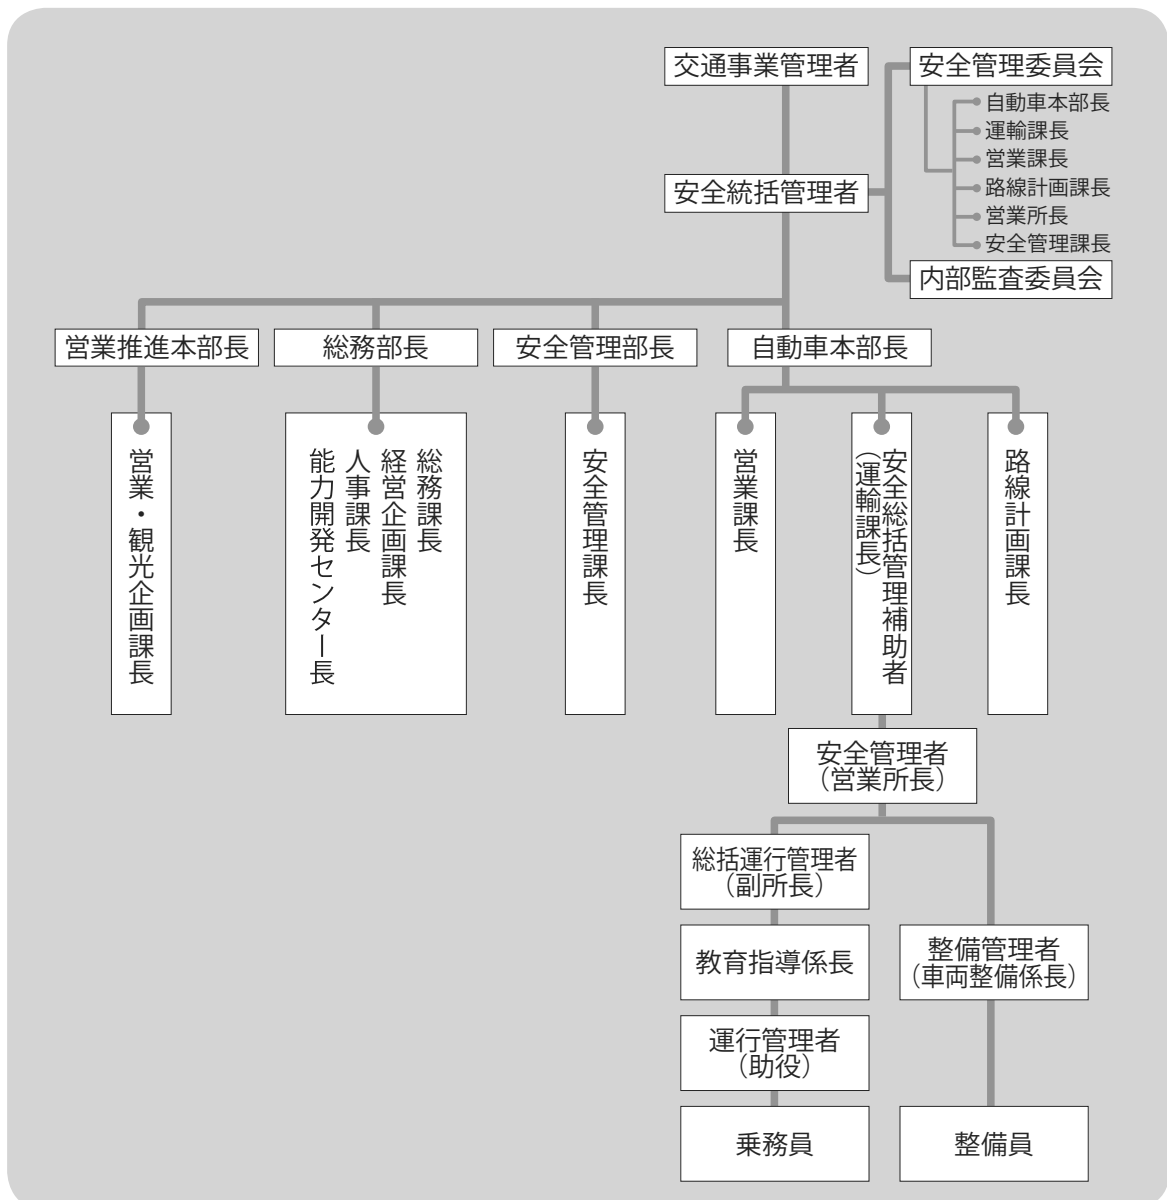 交通事業管理者
安全管理委員会
自動車本部長
運輸課長
営業課長
路線計画課長
営業所長
安全管理課長
安全統括管理者
内部監査委員会
営業推進本部長
総務部長
安全管理部長
自動車本部長
営業・観光企画課長
総務課長
経営企画課長
人事課長
能力開発センター長
安全管理課長
営業課長
安全総括管理補助者
（運輸課長）
路線計画課長
安全管理者
（営業所長）
総括運行管理者
（副所長）
教育指導係長
整備管理者
（車両整備係長）
運行管理者
（助役）
乗務員
整備員